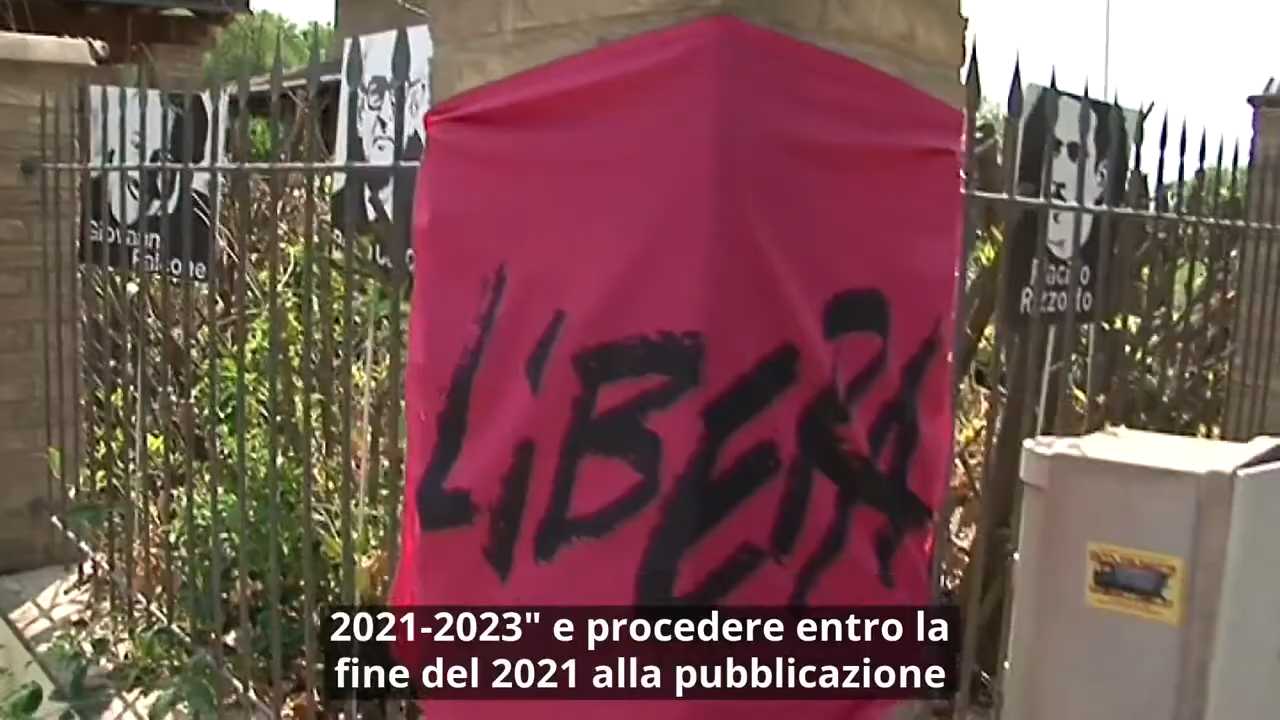 Giovanni
Falcone
Placido
Rizzotto
LiBERA
2021-2023" e procedere entro la
fine del 2021 alla pubblicazione